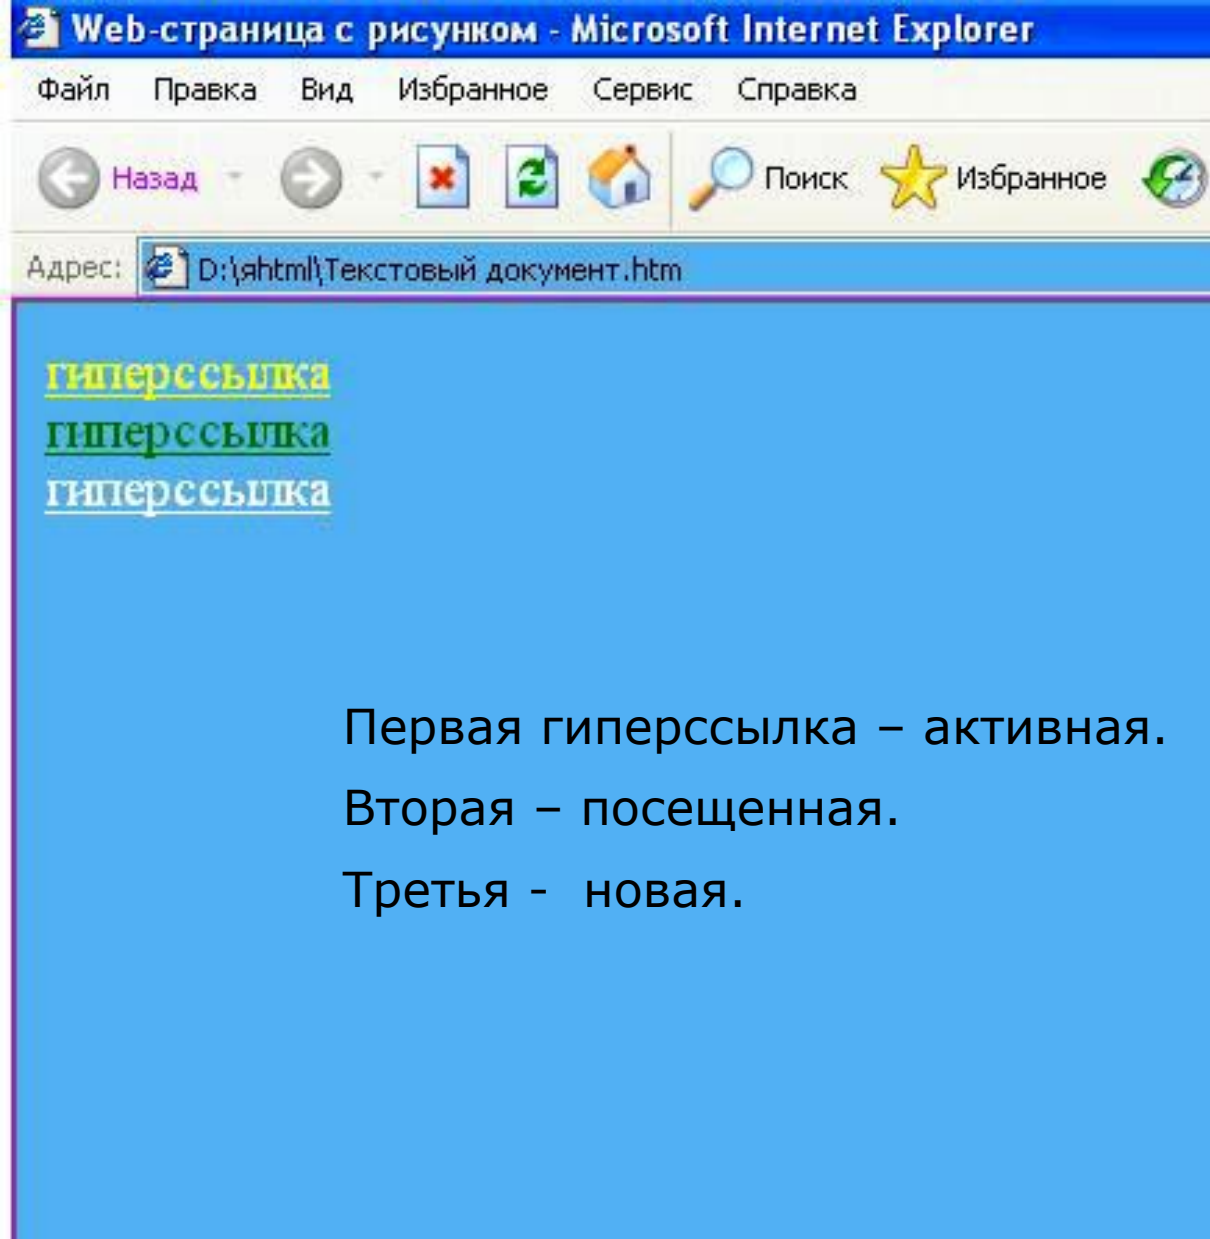 Web-страница с рисунком - Microsoft Internet Explorer
Файл Правка Вид Избранное Сервис Справка
Назад Поиск Избранное
Адрес: D:\яhtml\Текстовый документ.htm
гиперссылка
гиперссылка
гиперссылка
Первая гиперссылка – активная.
Вторая – посещенная.
Третья - новая.